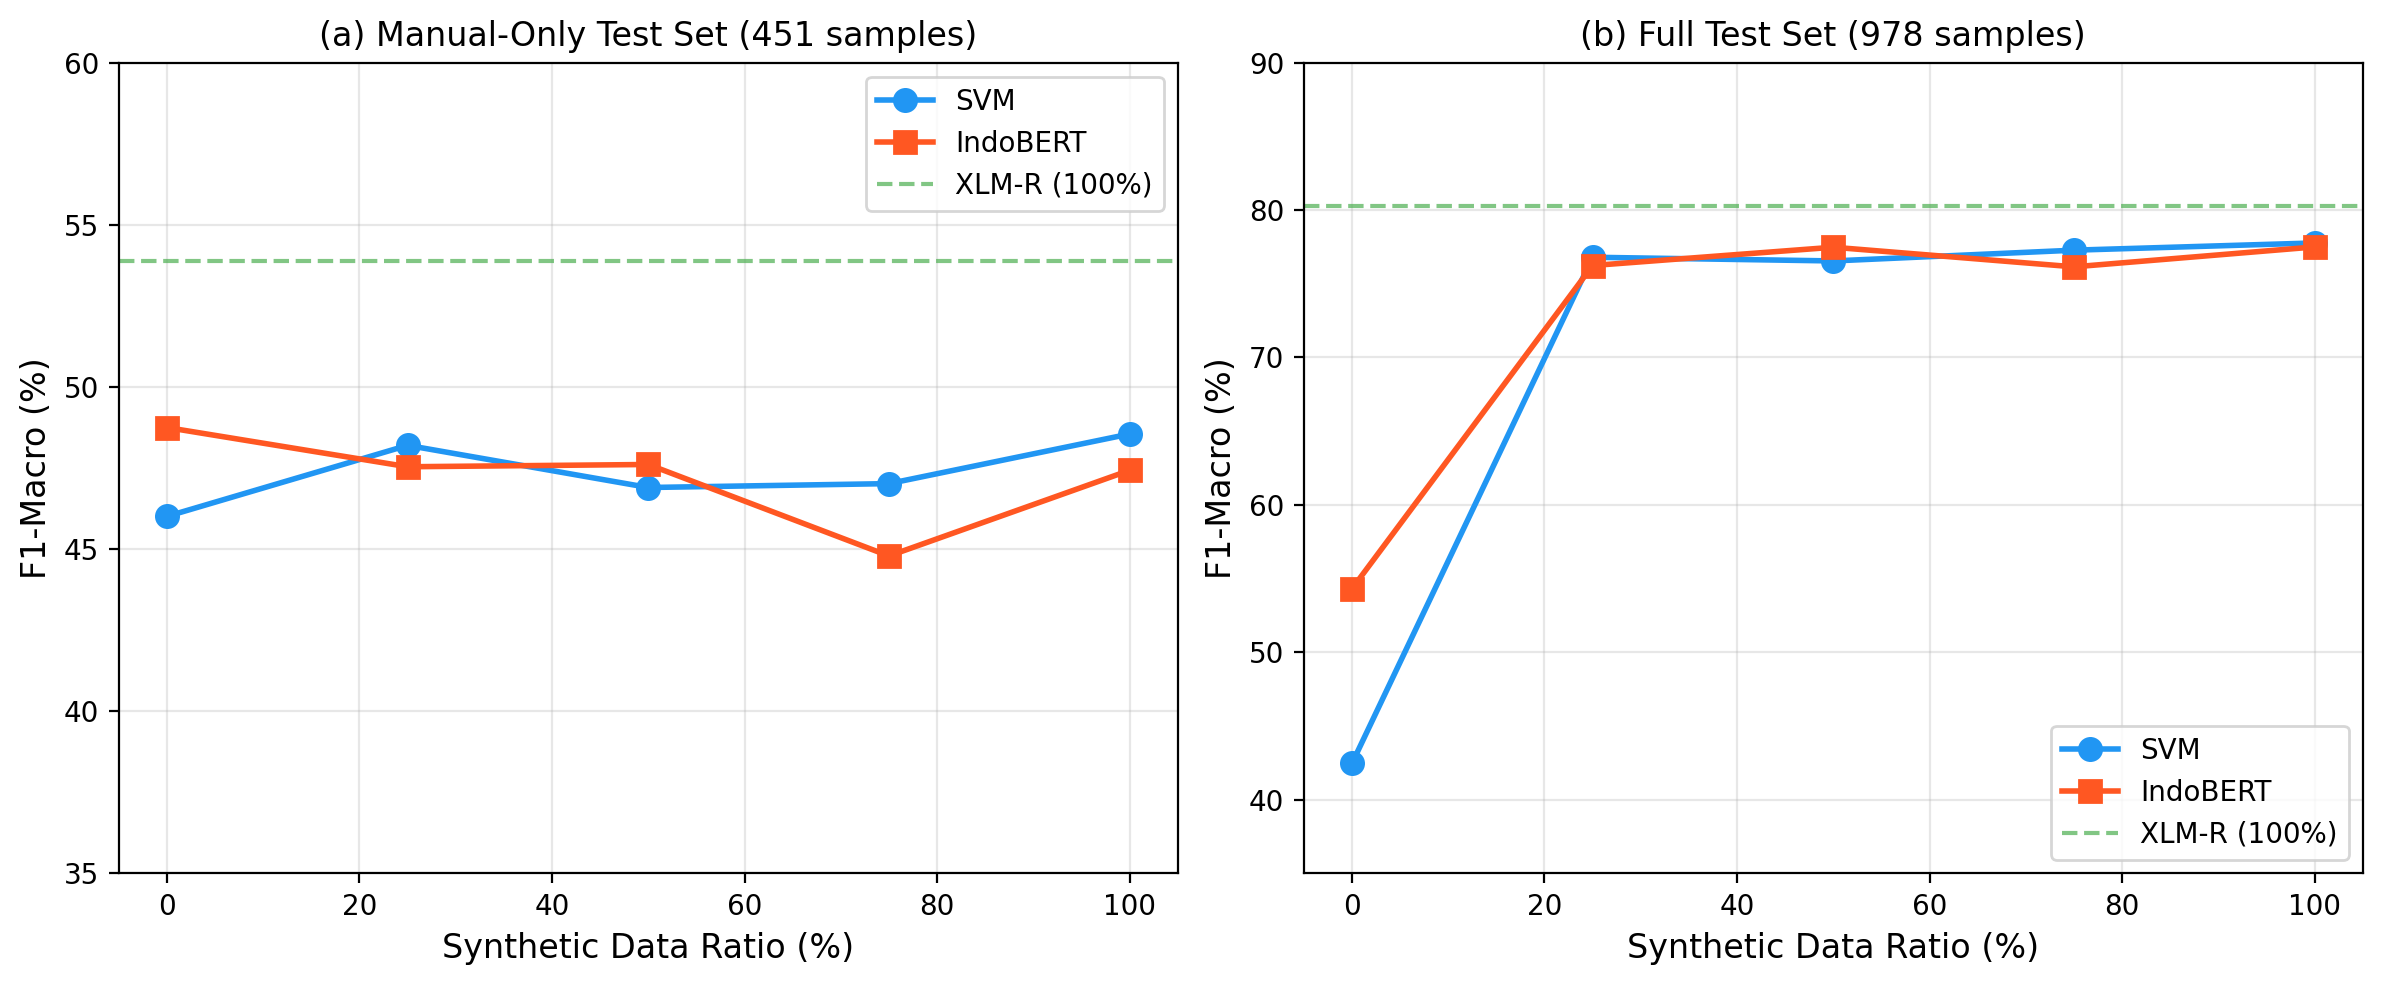 (a) Manual-Only Test Set (451 samples)
60
55
50
45
40
35
F1-Macro (%)
SVM
IndoBERT
XLM-R (100%)
0 20 40 60 80 100
Synthetic Data Ratio (%)
(b) Full Test Set (978 samples)
90
80
70
60
50
40
F1-Macro (%)
SVM
IndoBERT
XLM-R (100%)
0 20 40 60 80 100
Synthetic Data Ratio (%)